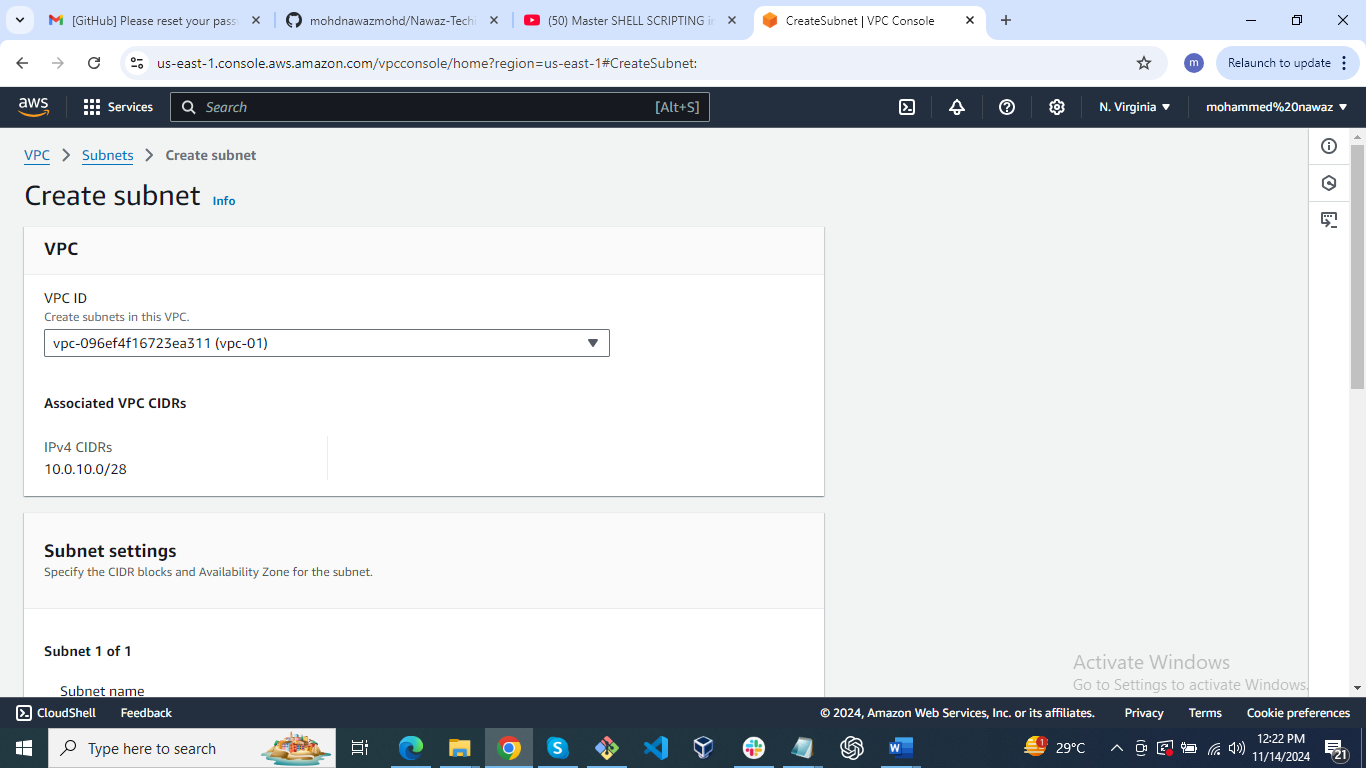 [GitHub] Please reset your pass
mohdnawazmohd/Nawaz-Techi
(50) Master SHELL SCRIPTING in
CreateSubnet | VPC Console
us-east-1.console.aws.amazon.com/vpcconsole/home?region=us-east-1#CreateSubnet:
m
Relaunch to update
aws
Services
Search
[Alt+S]
N. Virginia
mohammed%20nawaz
VPC
Subnets
Create subnet
Create subnet
Info
VPC
VPC ID
Create subnets in this VPC.
vpc-096ef4f16723ea311 (vpc-01)
Associated VPC CIDRs
IPv4 CIDRs
10.0.10.0/28
Subnet settings
Specify the CIDR blocks and Availability Zone for the subnet.
Subnet 1 of 1
Subnet name
Activate Windows
Go to Settings to activate Windows.
CloudShell
Feedback
© 2024, Amazon Web Services, Inc. or its affiliates.
Privacy
Terms
Cookie preferences
Type here to search
1
29°C
12:22 PM
11/14/2024
21